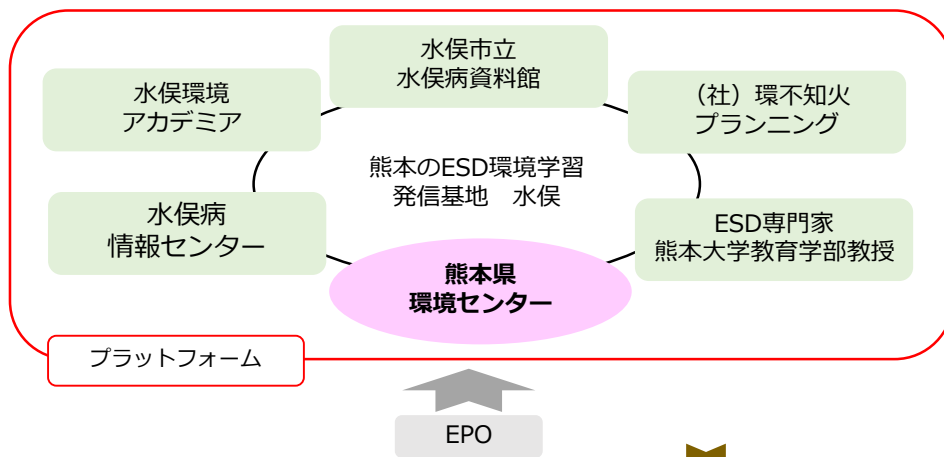 水俣市立
水俣病資料館
水俣環境
アカデミア
（社）環不知火
プランニング
熊本のESD環境学習
発信基地　水俣
水俣病
情報センター
ESD専門家
熊本大学教育学部教授
熊本県
環境センター
プラットフォーム
EPO